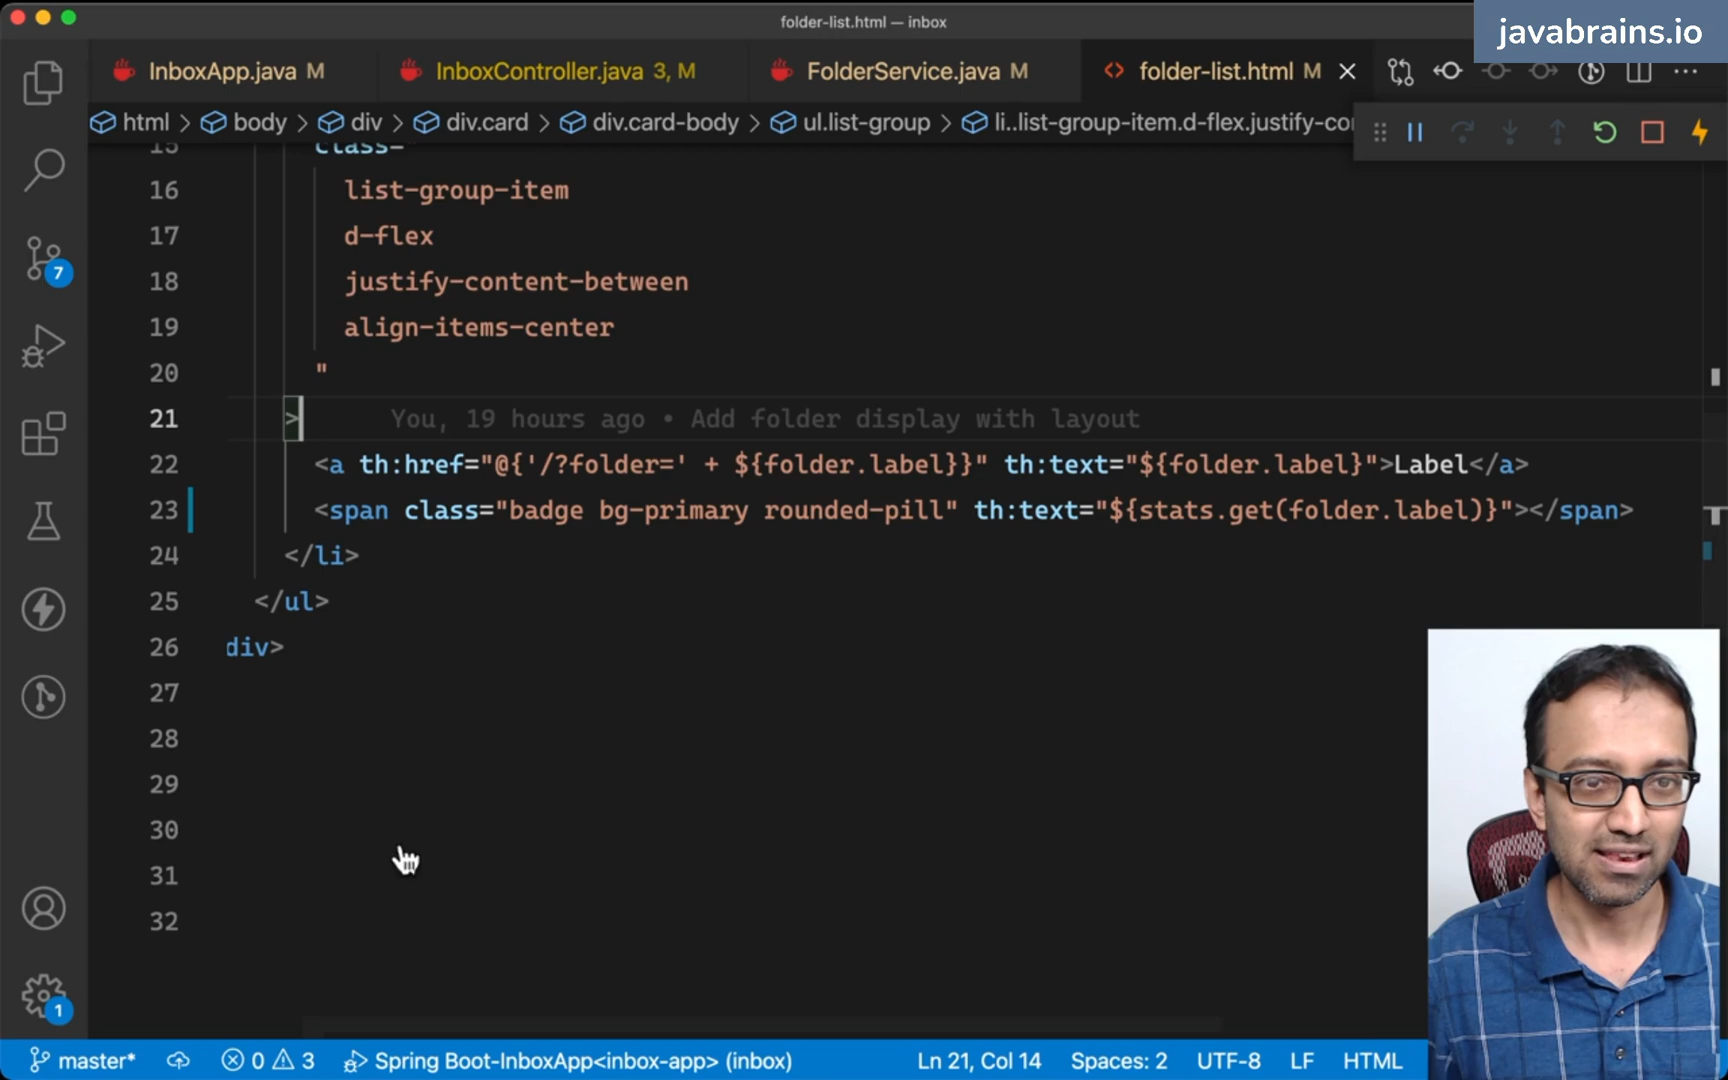 folder-list.html — inbox
javabrains.io
InboxApp.java M
InboxController.java 3, M
FolderService.java M
folder-list.html M
html > body > div > div.card > div.card-body > ul.list-group > li..list-group-item.d-flex.justify-co
15 class="
16 list-group-item
17 d-flex
18 justify-content-between
19 align-items-center
20 "
21 > You, 19 hours ago • Add folder display with layout
22 <a th:href="@{'/?folder=' + ${folder.label}}" th:text="${folder.label}">Label</a>
23 <span class="badge bg-primary rounded-pill" th:text="${stats.get(folder.label)}"></span>
24 </li>
25 </ul>
26 div>
27
28
29
30
31
32
7
1
master* 0 3 Spring Boot-InboxApp<inbox-app> (inbox) Ln 21, Col 14 Spaces: 2 UTF-8 LF HTML